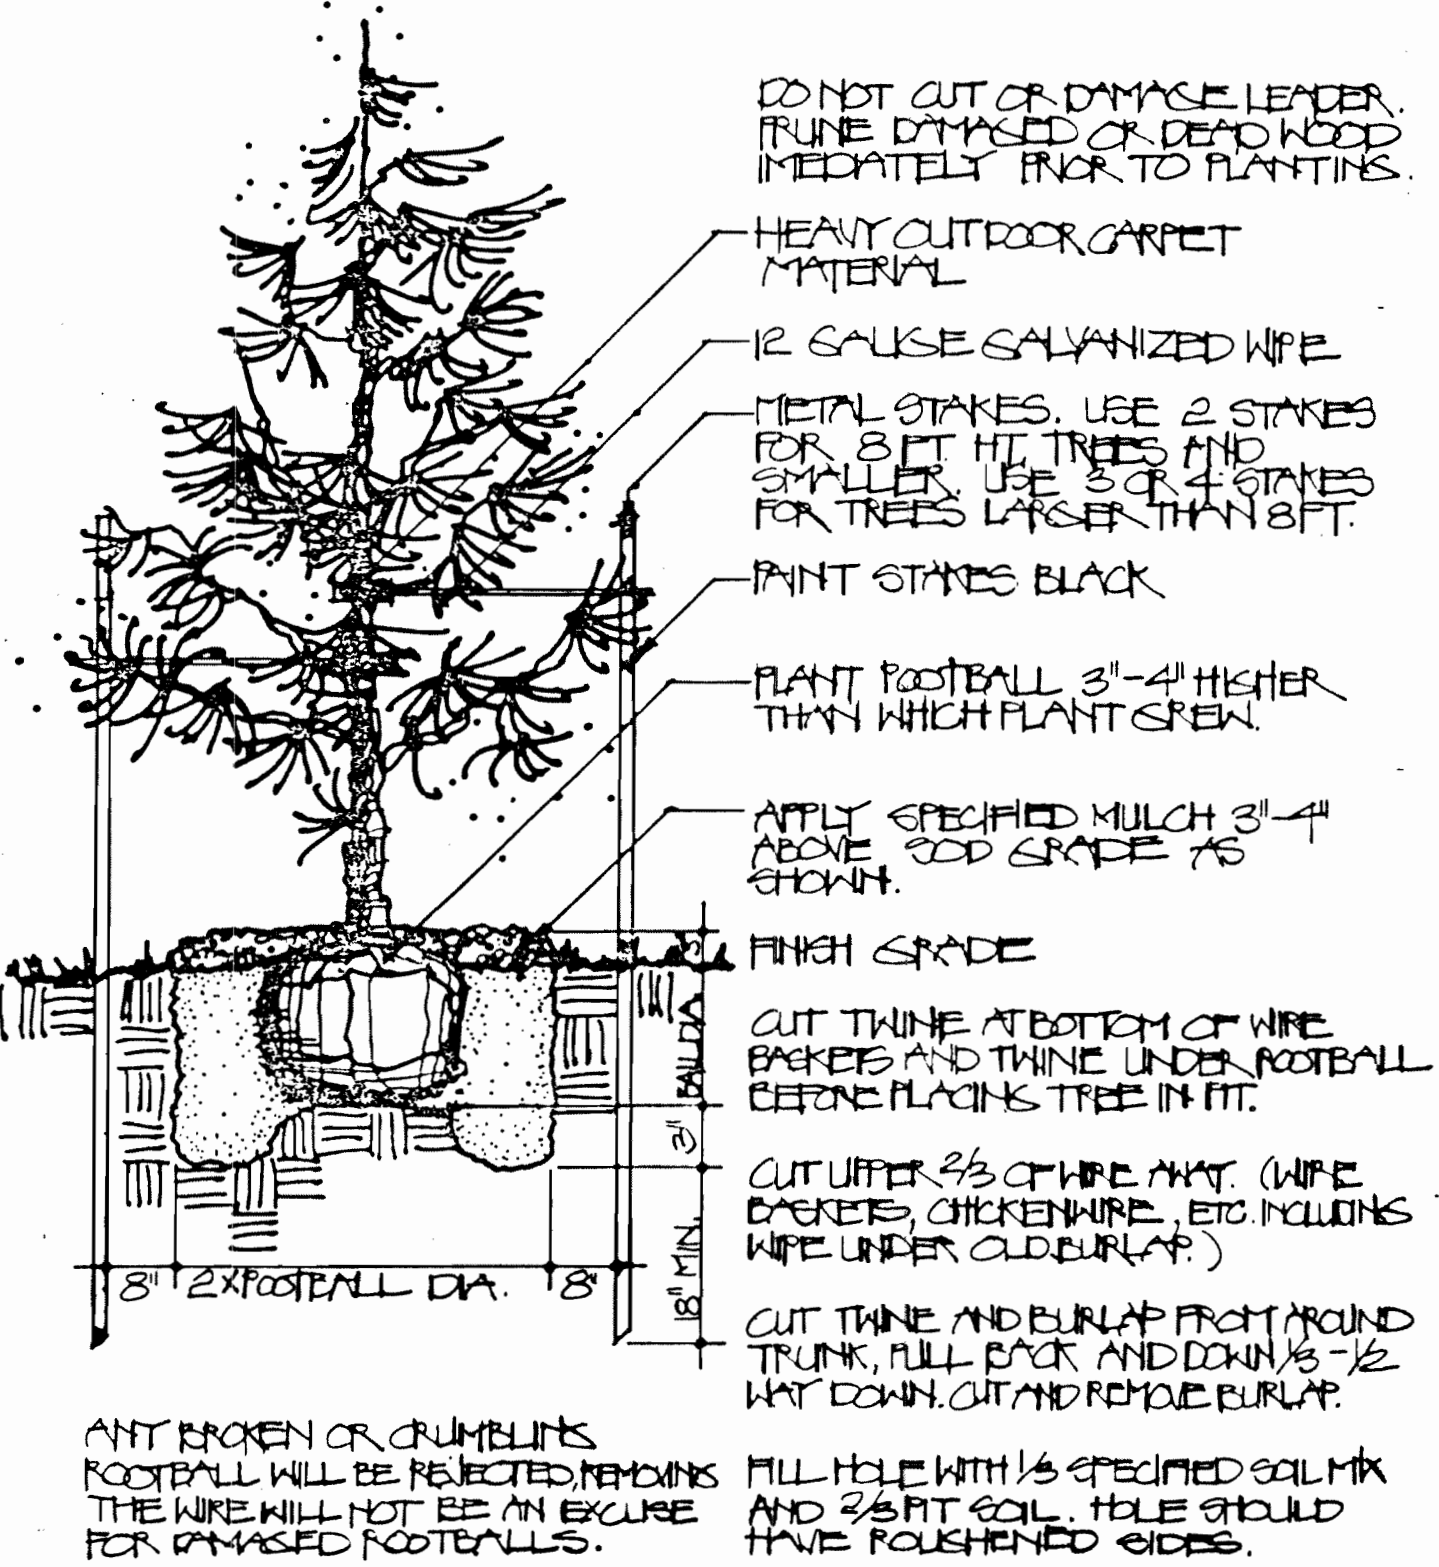 DO NOT CUT OR DAMAGE LEADER.
PRUNE DAMAGED OR DEAD WOOD
IMEDIATELY PRIOR TO PLANTING.
HEAVY OUTDOOR CARPET
MATERIAL
12 GAUGE GALVANIZED WIRE
METAL STAKES. USE 2 STAKES
FOR 8 FT. HT. TREES AND
SMALLER. USE 3 OR 4 STAKES
FOR TREES LARGER THAN 8 FT.
PAINT STAKES BLACK
PLANT ROOTBALL 3"-4" HIGHER
THAN WHICH PLANT GREW.
APPLY SPECIFIED MULCH 3"-4"
ABOVE SOD GRADE AS
SHOWN.
3"
FINISH GRADE
BALL DIA.
CUT TWINE AT BOTTOM OF WIRE
BASKETS AND TWINE UNDER ROOTBALL
BEFORE PLACING TREE IN PIT.
3"
CUT UPPER 2/3 OF WIRE AWAY. (WIRE
BASKETS, CHICKENWIRE, ETC. INCLUDING
WIRE UNDER OLD BURLAP.)
18" MIN.
8" 2 X ROOTBALL DIA. 8"
CUT TWINE AND BURLAP FROM AROUND
TRUNK, PULL BACK AND DOWN 1/3 - 1/2
WAY DOWN. CUT AND REMOVE BURLAP.
ANY BROKEN OR CRUMBLING
ROOTBALL WILL BE REJECTED, REMOVING
THE WIRE WILL NOT BE AN EXCUSE
FOR DAMAGED ROOTBALLS.
FILL HOLE WITH 1/3 SPECIFIED SOIL MIX
AND 2/3 PIT SOIL. HOLE SHOULD
HAVE ROUGHENED SIDES.